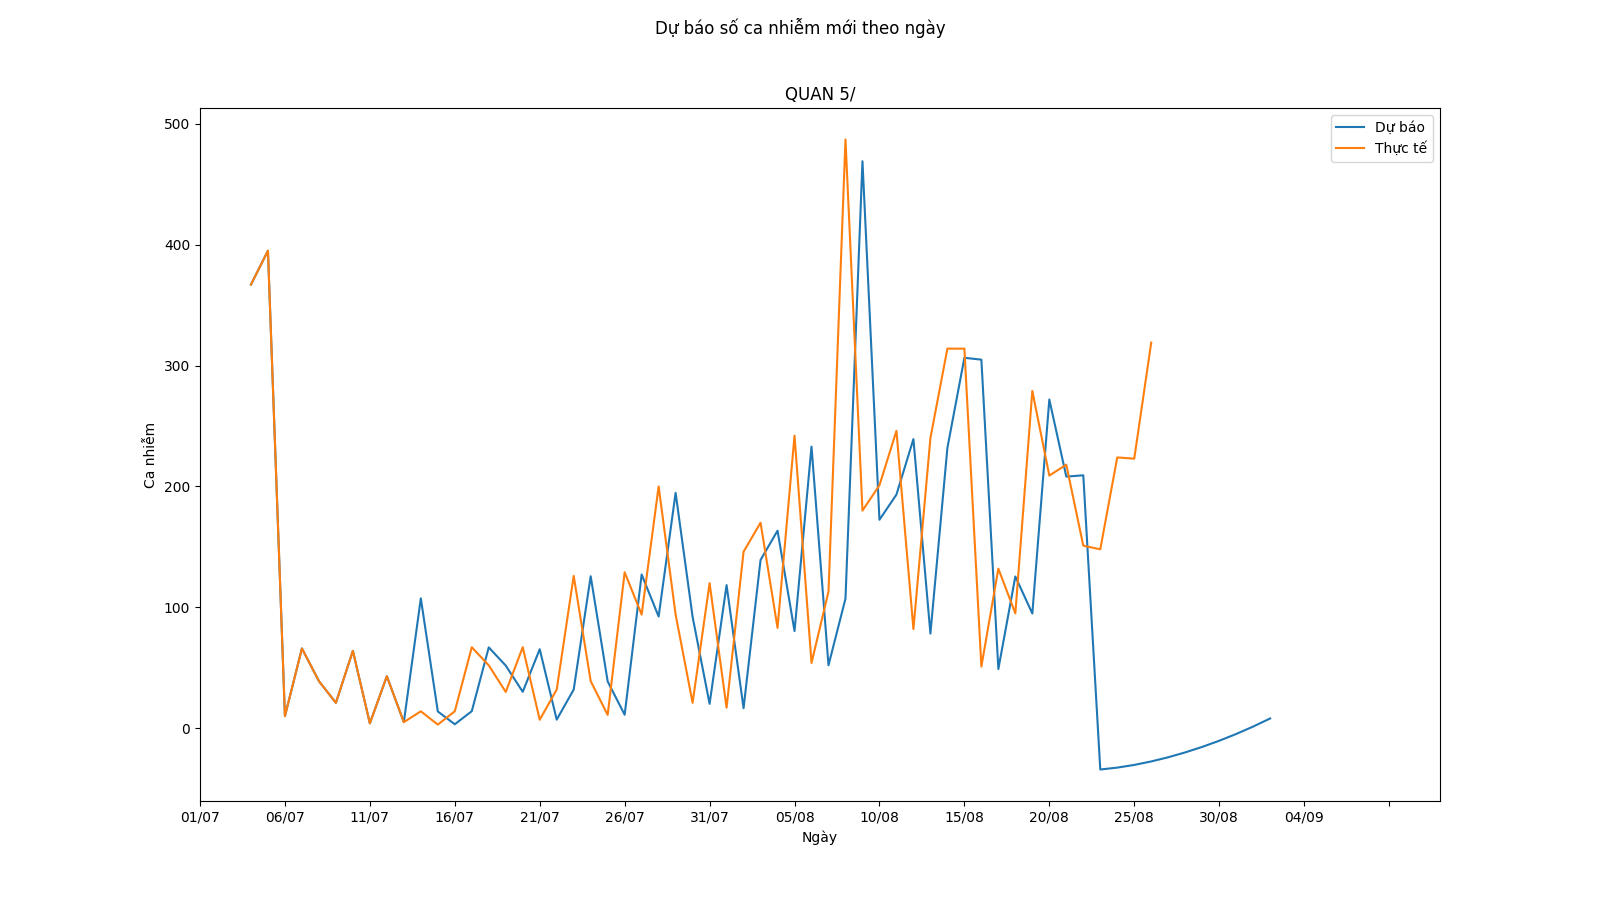 Dự báo số ca nhiễm mới theo ngày
QUAN 5/
Dự báo
Thực tế
500
400
300
200
100
0
Ca nhiễm
01/07 06/07 11/07 16/07 21/07 26/07 31/07 05/08 10/08 15/08 20/08 25/08 30/08 04/09
Ngày